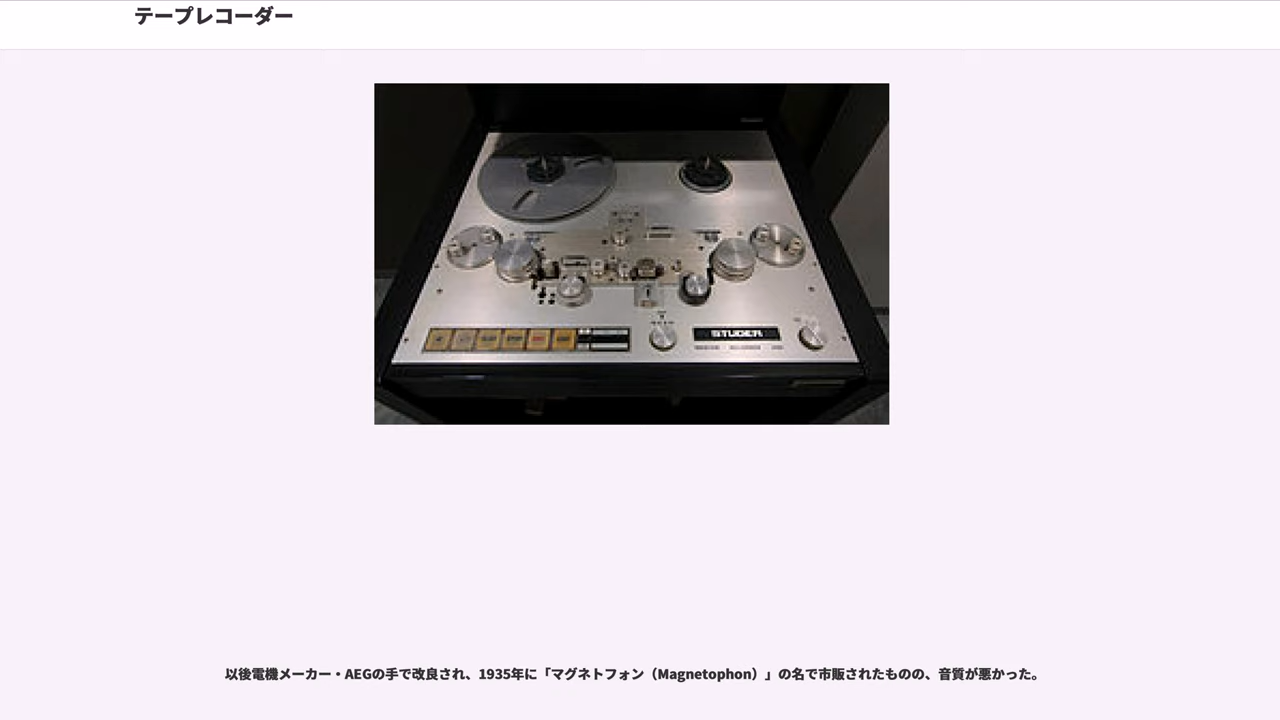 テープレコーダー
STUDER
以後電機メーカー・AEGの手で改良され、1935年に「マグネトフォン（Magnetophon）」の名で市販されたものの、音質が悪かった。